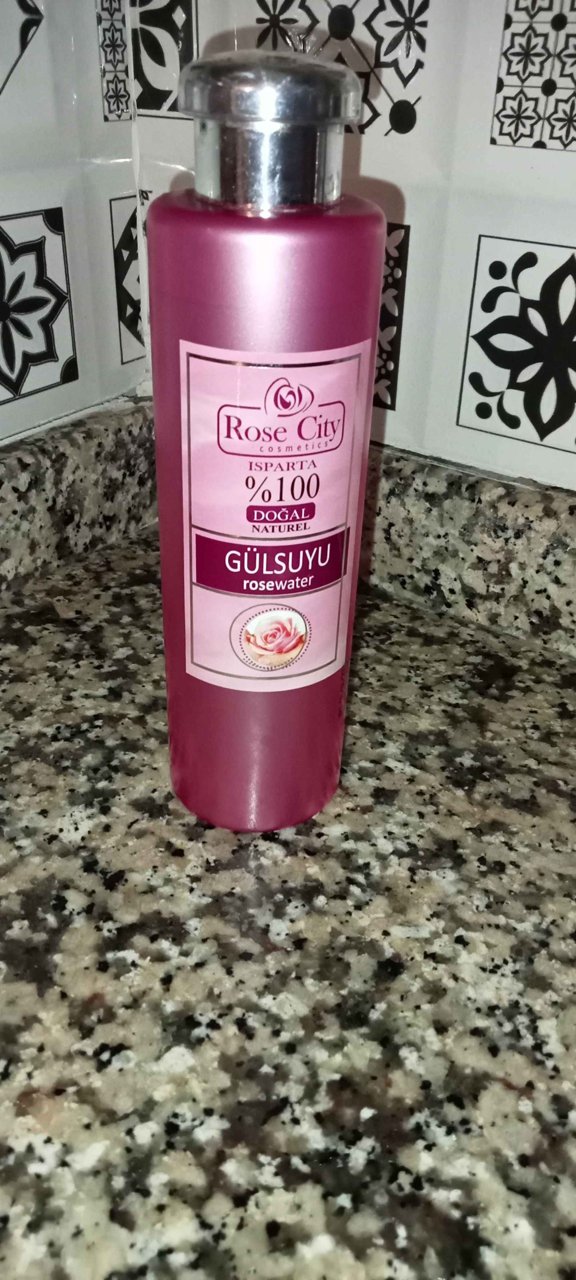 Rose City
cosmetics
ISPARTA
%100
DOĞAL
NATUREL
GÜLSUYU
rosewater